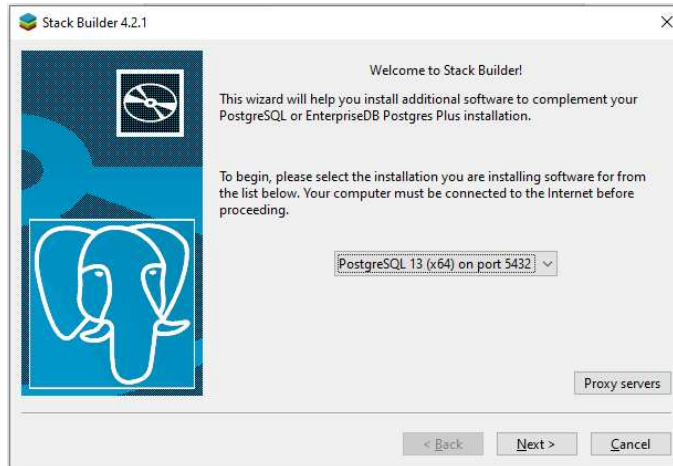 Stack Builder 4.2.1
Welcome to Stack Builder!
This wizard will help you install additional software to complement your
PostgreSQL or EnterpriseDB Postgres Plus installation.
To begin, please select the installation you are installing software for from
the list below. Your computer must be connected to the Internet before
proceeding.
PostgreSQL 13 (x64) on port 5432
Proxy servers
< Back
Next >
Cancel